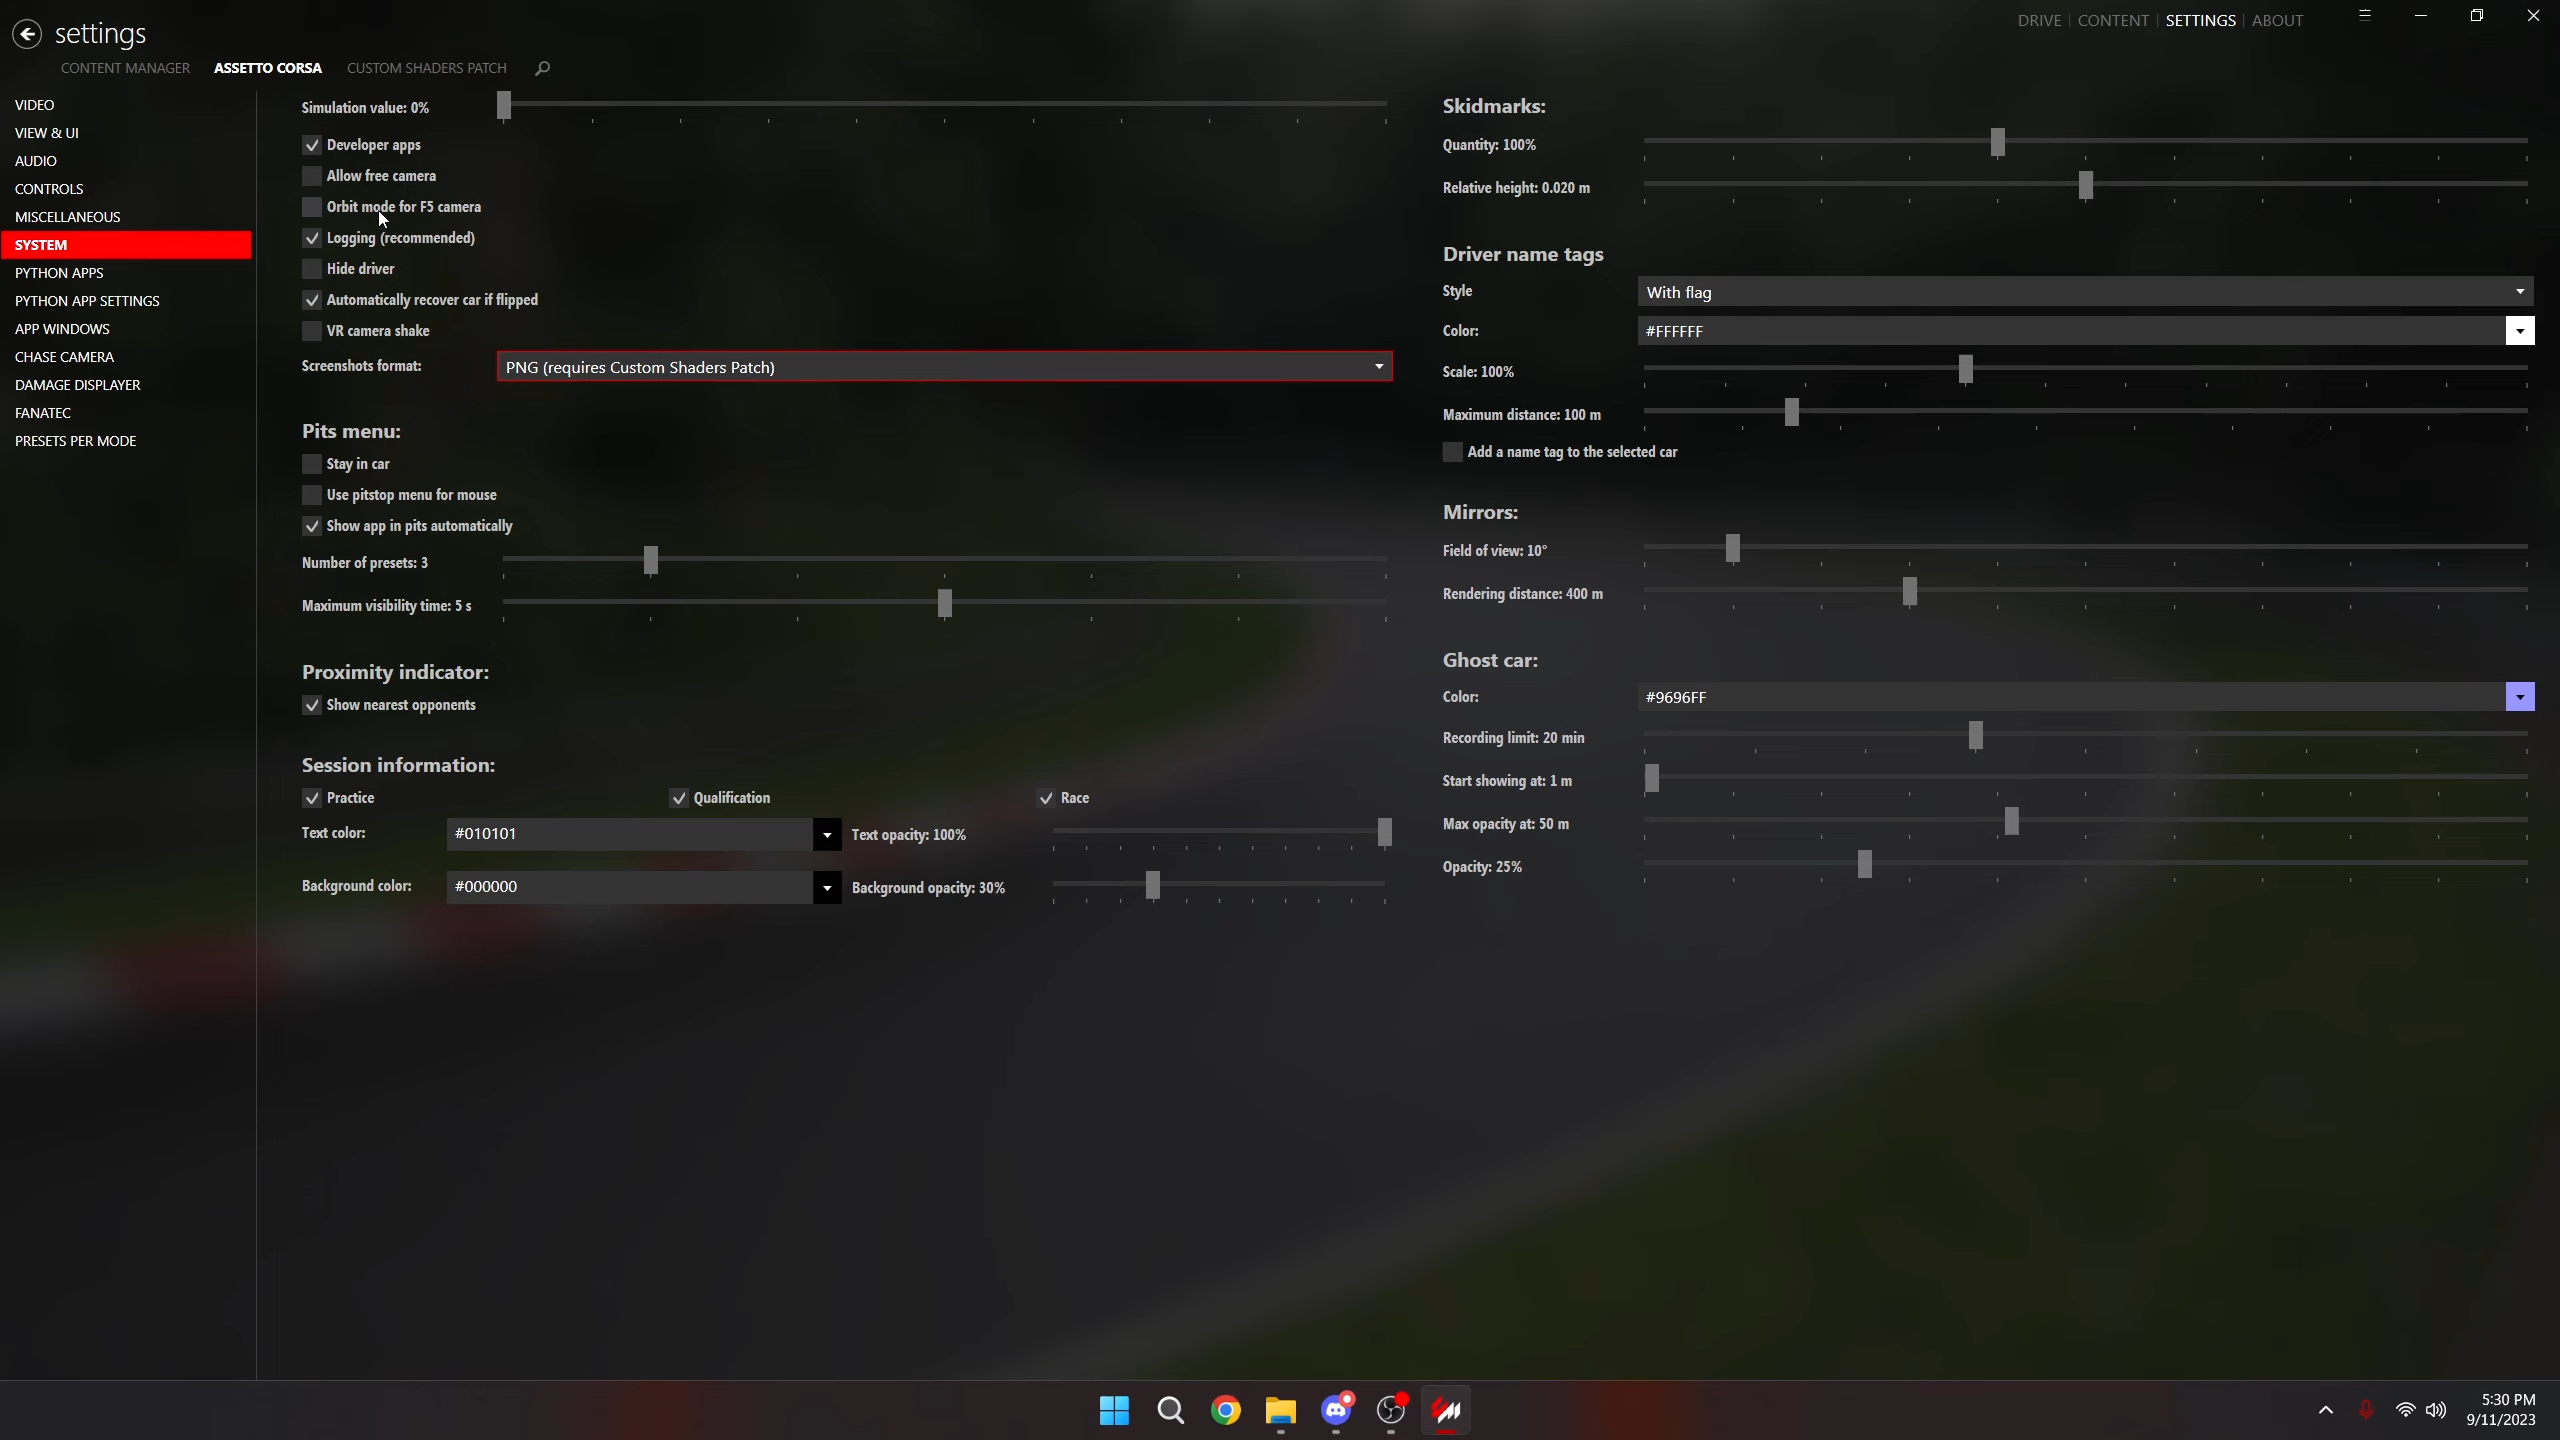 settings
DRIVE
CONTENT
SETTINGS
ABOUT
CONTENT MANAGER
ASSETTO CORSA
CUSTOM SHADERS PATCH
VIDEO
VIEW & UI
AUDIO
CONTROLS
MISCELLANEOUS
SYSTEM
PYTHON APPS
PYTHON APP SETTINGS
APP WINDOWS
CHASE CAMERA
DAMAGE DISPLAYER
FANATEC
PRESETS PER MODE
Simulation value: 0%
Developer apps
Allow free camera
Orbit mode for F5 camera
Logging (recommended)
Hide driver
Automatically recover car if flipped
VR camera shake
Screenshots format:
PNG (requires Custom Shaders Patch)
Pits menu:
Stay in car
Use pitstop menu for mouse
Show app in pits automatically
Number of presets: 3
Maximum visibility time: 5 s
Proximity indicator:
Show nearest opponents
Session information:
Practice
Qualification
Race
Text color:
#010101
Text opacity: 100%
Background color:
#000000
Background opacity: 30%
Skidmarks:
Quantity: 100%
Relative height: 0.020 m
Driver name tags
Style
With flag
Color:
#FFFFFF
Scale: 100%
Maximum distance: 100 m
Add a name tag to the selected car
Mirrors:
Field of view: 10°
Rendering distance: 400 m
Ghost car:
Color:
#9696FF
Recording limit: 20 min
Start showing at: 1 m
Max opacity at: 50 m
Opacity: 25%
5:30 PM
9/11/2023